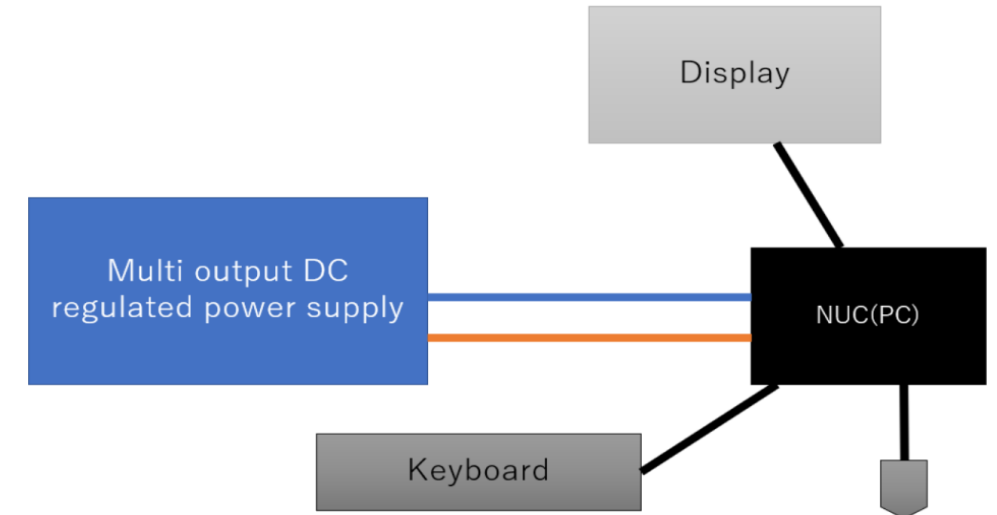 Display
Multi output DC
regulated power supply
NUC(PC)
Keyboard